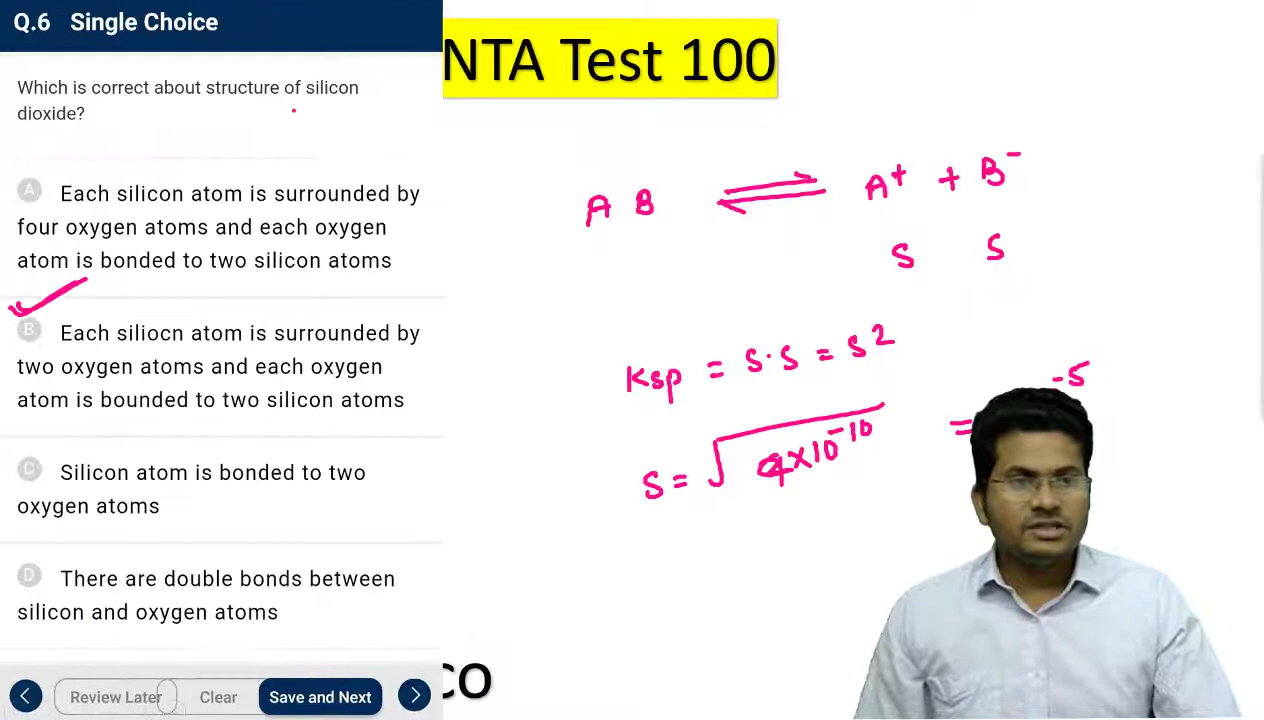 Q.6 Single Choice
NTA Test 100
Which is correct about structure of silicon
dioxide?
A Each silicon atom is surrounded by
four oxygen atoms and each oxygen
atom is bonded to two silicon atoms
B Each siliocn atom is surrounded by
two oxygen atoms and each oxygen
atom is bounded to two silicon atoms
C Silicon atom is bonded to two
oxygen atoms
D There are double bonds between
silicon and oxygen atoms
Review Later Clear Save and Next
co
A B ⇌ A⁺ + B⁻
S S
Ksp = S·S = S²
S = √4×10⁻¹⁰ = ⁻⁵